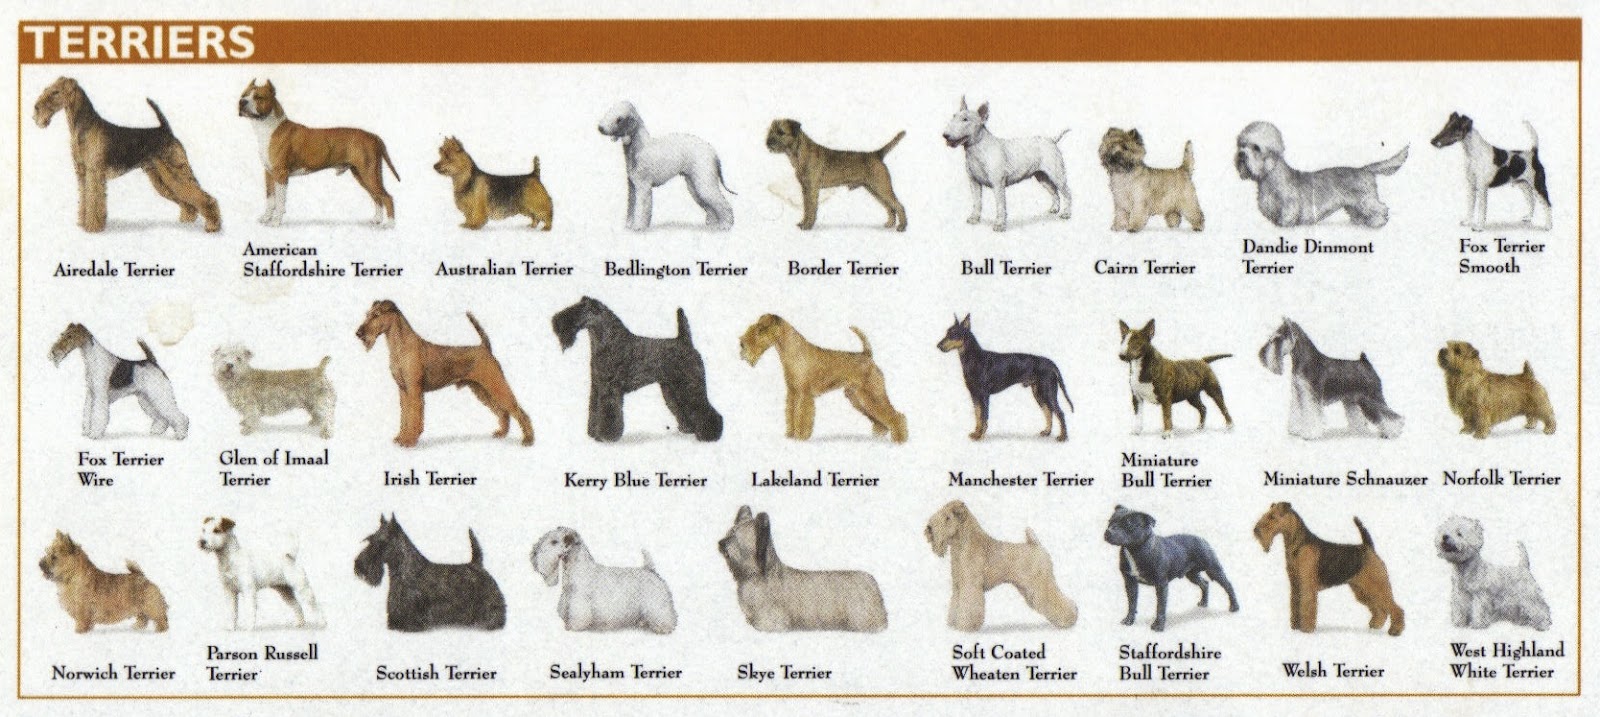 TERRIERS
Airedale Terrier
American
Staffordshire Terrier
Australian Terrier
Bedlington Terrier
Border Terrier
Bull Terrier
Cairn Terrier
Dandie Dinmont
Terrier
Fox Terrier
Smooth
Fox Terrier
Wire
Glen of Imaal
Terrier
Irish Terrier
Kerry Blue Terrier
Lakeland Terrier
Manchester Terrier
Miniature
Bull Terrier
Miniature Schnauzer
Norfolk Terrier
Norwich Terrier
Parson Russell
Terrier
Scottish Terrier
Sealyham Terrier
Skye Terrier
Soft Coated
Wheaten Terrier
Staffordshire
Bull Terrier
Welsh Terrier
West Highland
White Terrier